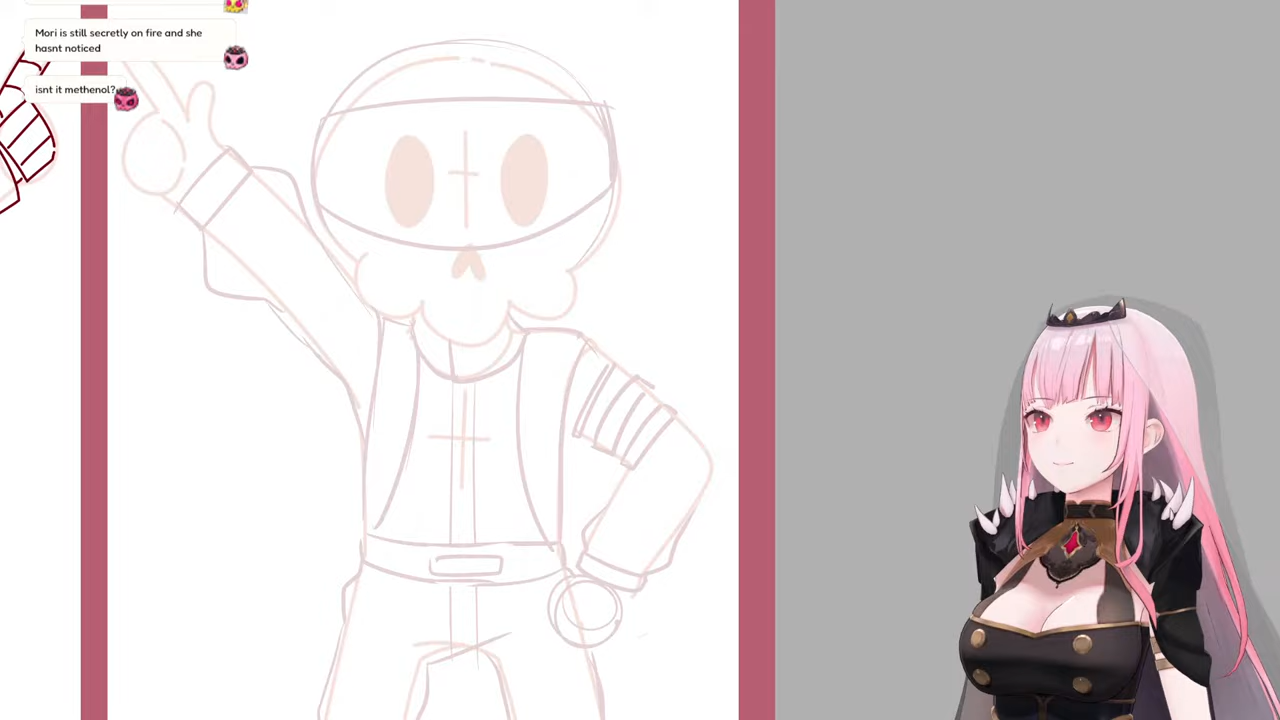 Mori is still secretly on fire and she
hasnt noticed
isnt it methenol?